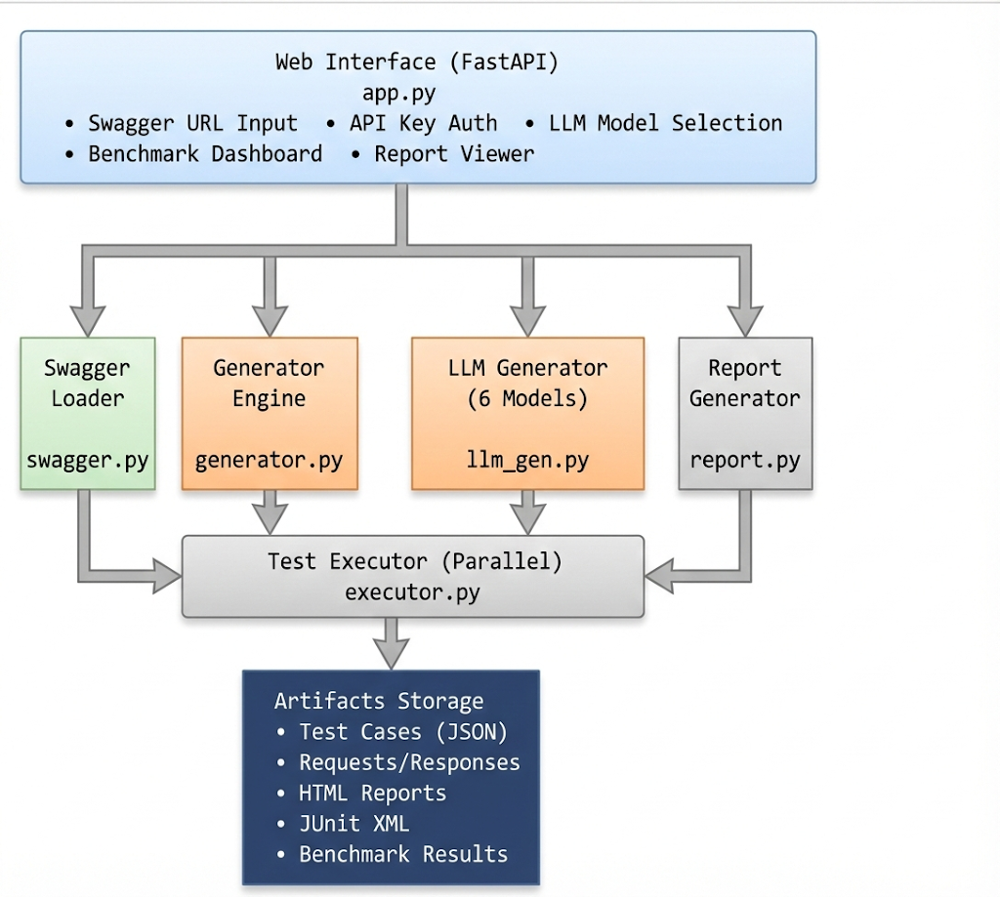 Web Interface (FastAPI)
app.py
• Swagger URL Input • API Key Auth • LLM Model Selection
• Benchmark Dashboard • Report Viewer
Swagger
Loader
swagger.py
Generator
Engine
generator.py
LLM Generator
(6 Models)
llm_gen.py
Report
Generator
report.py
Test Executor (Parallel)
executor.py
Artifacts Storage
• Test Cases (JSON)
• Requests/Responses
• HTML Reports
• JUnit XML
• Benchmark Results